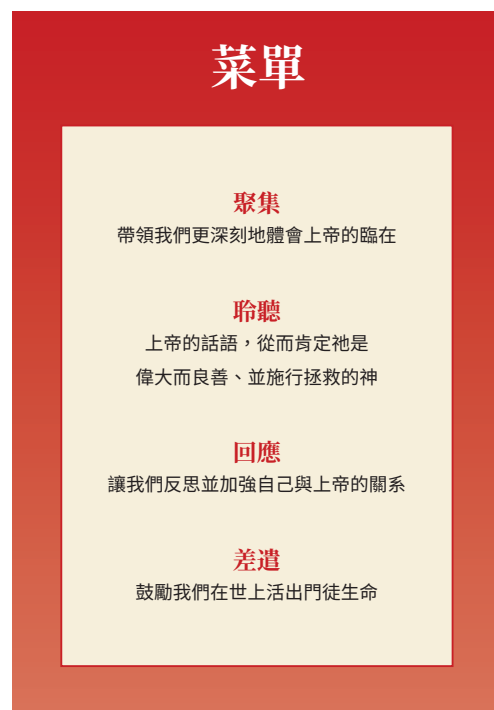 菜單
聚集
帶領我們更深刻地體會上帝的臨在
聆聽
上帝的話語，從而肯定祂是
偉大而良善、並施行拯救的神
回應
讓我們反思並加強自己與上帝的關系
差遣
鼓勵我們在世上活出門徒生命